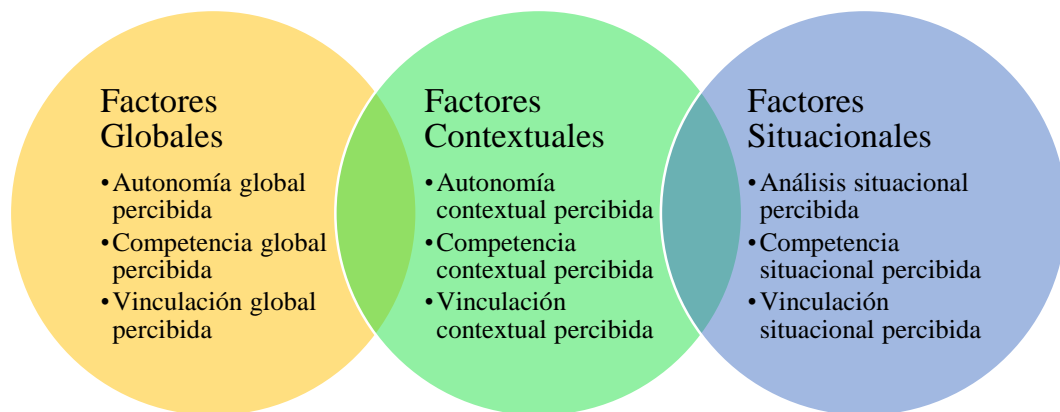 Factores
Globales
•Autonomía global
percibida
•Competencia global
percibida
•Vinculación global
percibida
Factores
Contextuales
•Autonomía
contextual percibida
•Competencia
contextual percibida
•Vinculación
contextual percibida
Factores
Situacionales
•Análisis situacional
percibida
•Competencia
situacional percibida
•Vinculación
situacional percibida